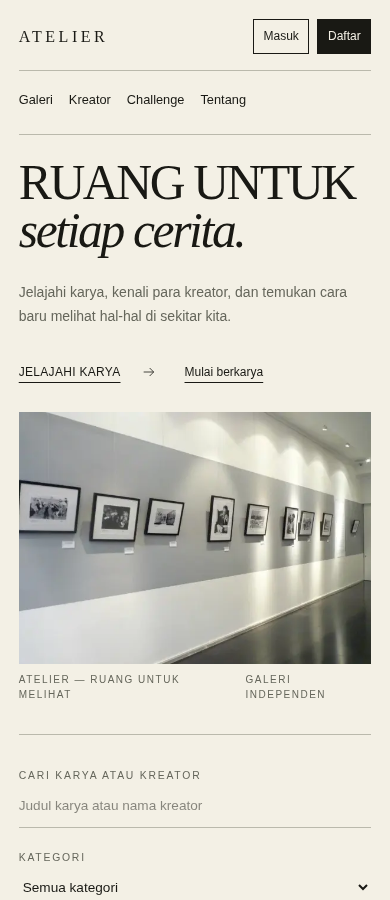 ATELIER
Masuk
Daftar
Galeri
Kreator
Challenge
Tentang
RUANG UNTUK
setiap cerita.
Jelajahi karya, kenali para kreator, dan temukan cara
baru melihat hal-hal di sekitar kita.
JELAJAHI KARYA
Mulai berkarya
ATELIER — RUANG UNTUK
MELIHAT
GALERI
INDEPENDEN
CARI KARYA ATAU KREATOR
Judul karya atau nama kreator
KATEGORI
Semua kategori